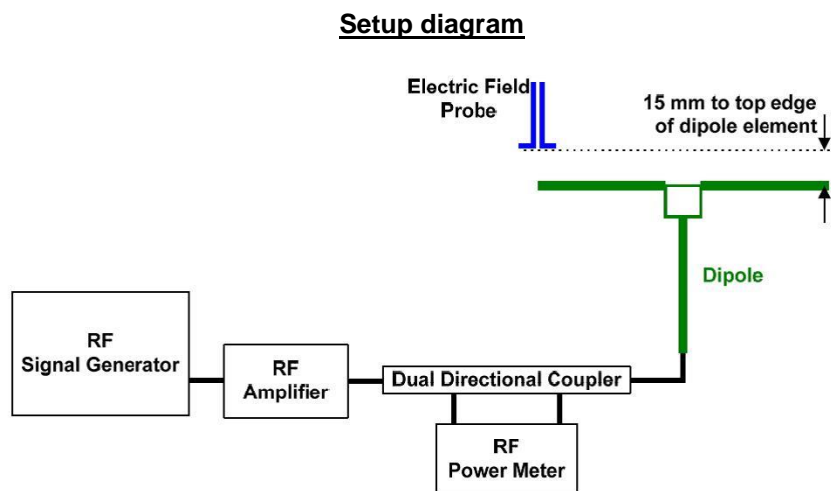 Setup diagram
Electric Field
Probe
15 mm to top edge
of dipole element
Dipole
RF
Signal Generator
RF
Amplifier
Dual Directional Coupler
RF
Power Meter